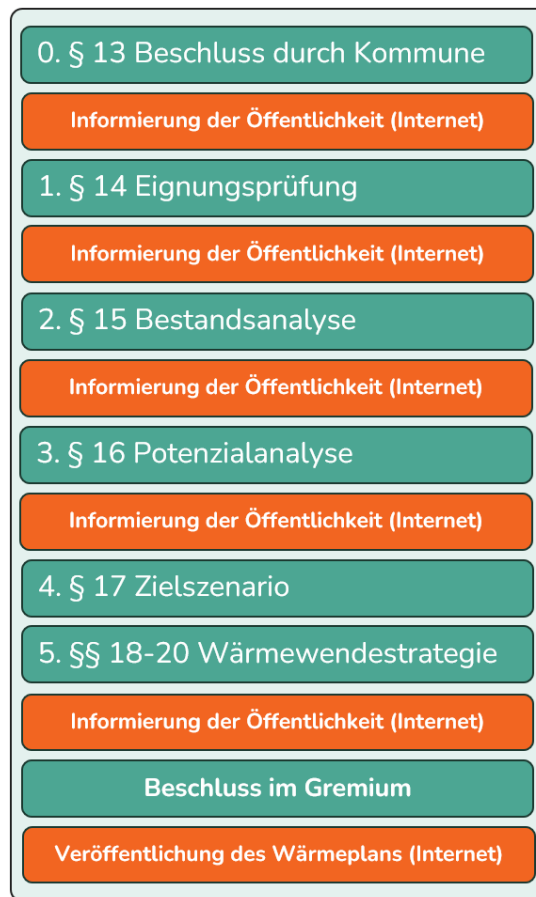 0. § 13 Beschluss durch Kommune
Informierung der Öffentlichkeit (Internet)
1. § 14 Eignungsprüfung
Informierung der Öffentlichkeit (Internet)
2. § 15 Bestandsanalyse
Informierung der Öffentlichkeit (Internet)
3. § 16 Potenzialanalyse
Informierung der Öffentlichkeit (Internet)
4. § 17 Zielszenario
5. §§ 18-20 Wärmewendestrategie
Informierung der Öffentlichkeit (Internet)
Beschluss im Gremium
Veröffentlichung des Wärmeplans (Internet)